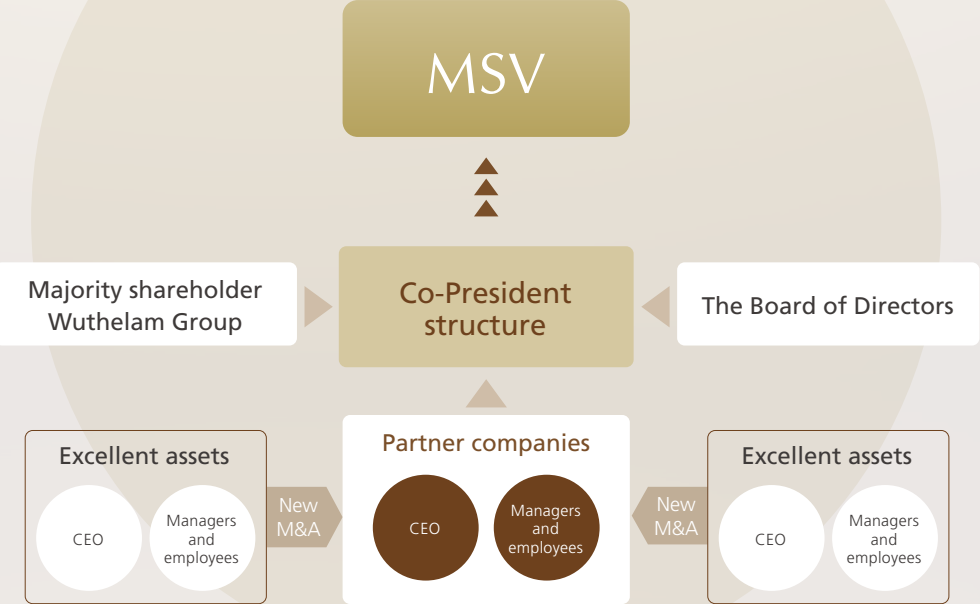 MSV
Majority shareholder
Wuthelam Group
Co-President
structure
The Board of Directors
Excellent assets
CEO
Managers
and
employees
New
M&A
Partner companies
CEO
Managers
and
employees
New
M&A
Excellent assets
CEO
Managers
and
employees